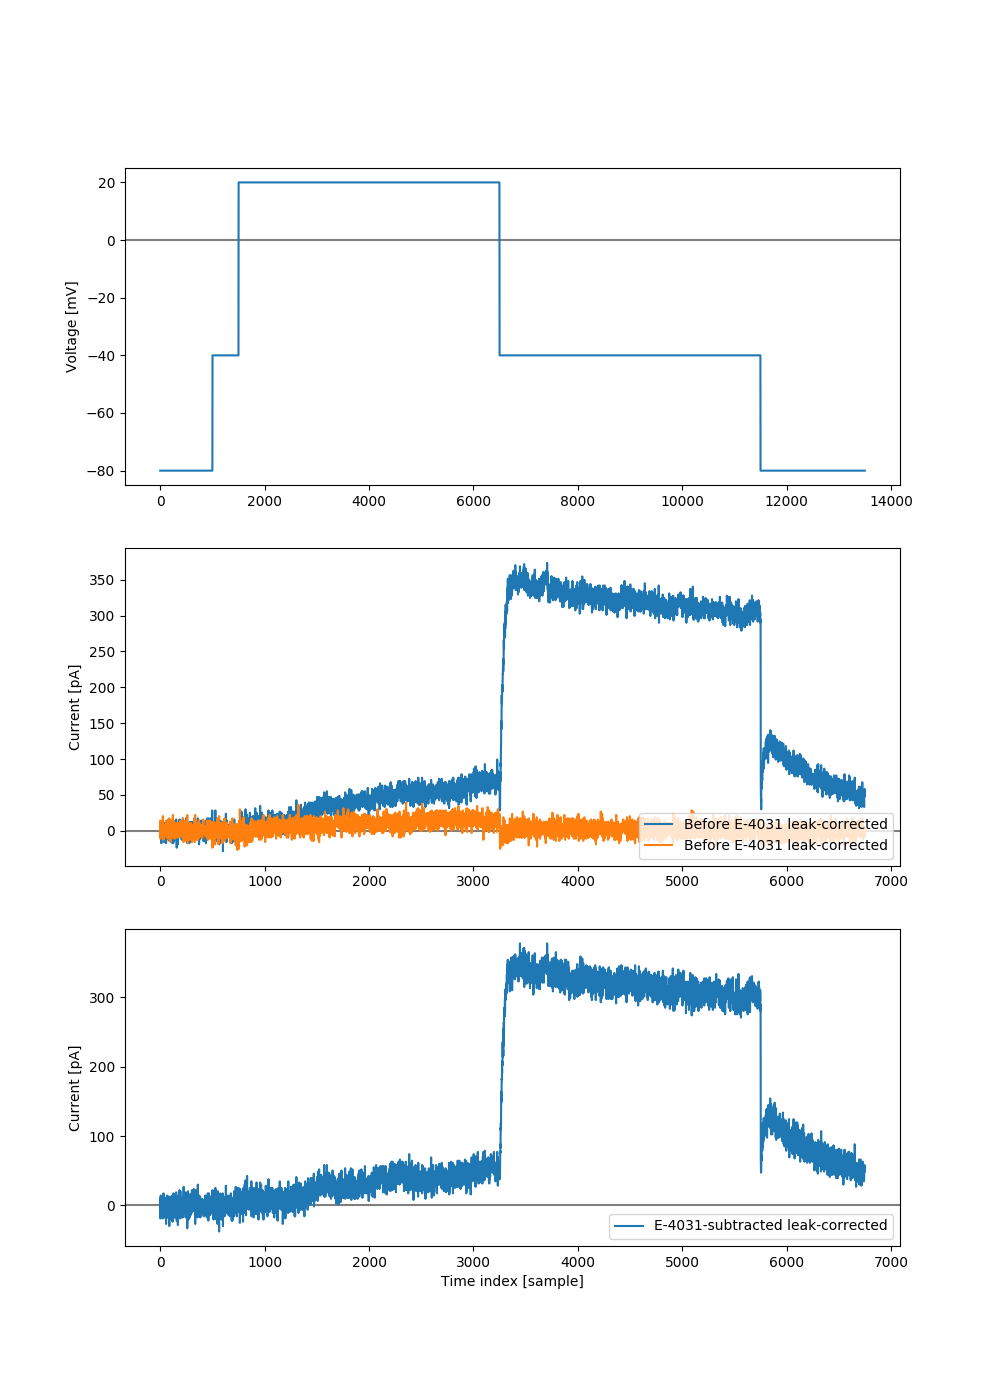 20
0
−20
−40
−60
−80
Voltage [mV]
0 2000 4000 6000 8000 10000 12000 14000
350
300
250
200
150
100
50
0
Current [pA]
Before E-4031 leak-corrected
Before E-4031 leak-corrected
0 1000 2000 3000 4000 5000 6000 7000
300
200
100
0
Current [pA]
E-4031-subtracted leak-corrected
0 1000 2000 3000 4000 5000 6000 7000
Time index [sample]